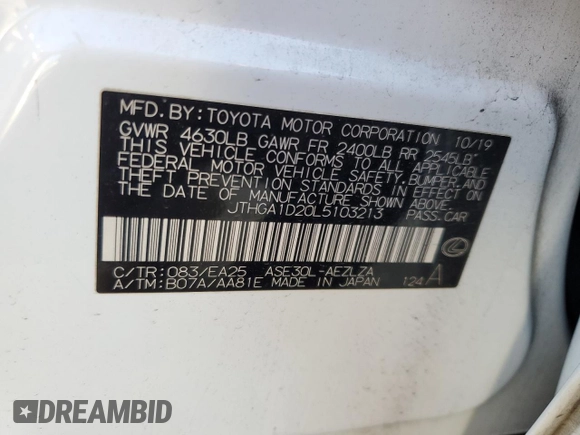 MFD.BY: TOYOTA MOTOR CORPORATION 10/19
GVWR 4630LB GAWR FR 2400LB RR 2545LB
THIS VEHICLE CONFORMS TO ALL APPLICABLE
FEDERAL MOTOR VEHICLE SAFETY, BUMPER, AND
THEFT PREVENTION STANDARDS IN EFFECT ON
THE DATE OF MANUFACTURE SHOWN ABOVE.
JTHGA1D20L5103213 PASS.CAR
C/TR: 083/EA25 ASE30L-AEZLZA
A/TM: B07A/AA81E MADE IN JAPAN 124 A
DREAMBID